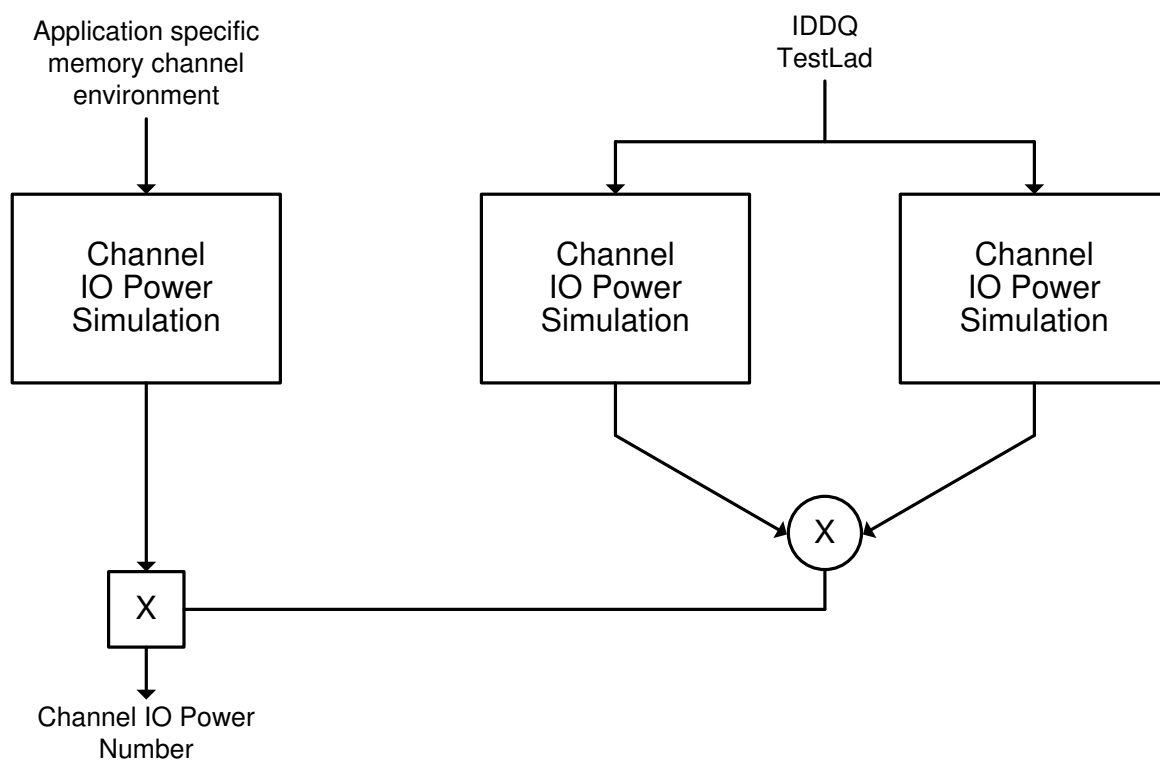 Application specific
memory channel
environment
IDDQ
TestLad
Channel
IO Power
Simulation
Channel
IO Power
Simulation
Channel
IO Power
Simulation
X
X
Channel IO Power
Number